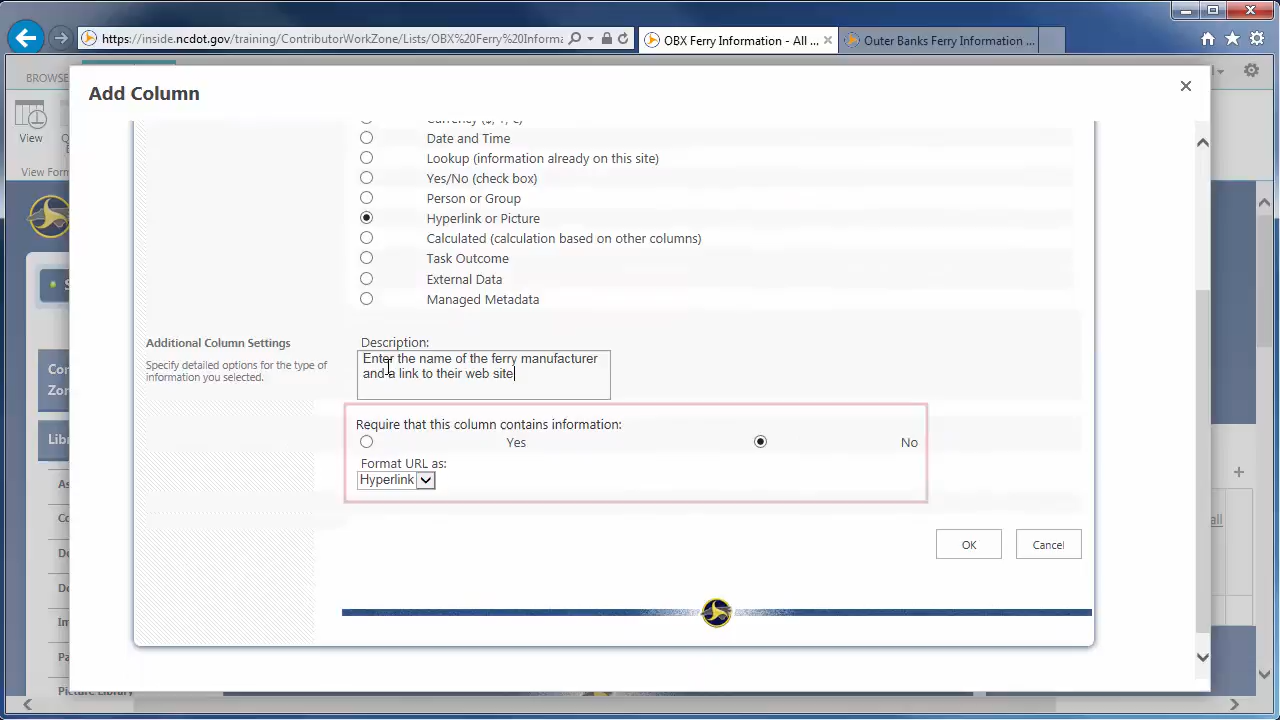 https://inside.ncdot.gov/training/ContributorWorkZone/Lists/OBX%20Ferry%20Informa
OBX Ferry Information - All ...
Outer Banks Ferry Information ...
BROWSE
Add Column
View
View Form
Currency ($, ¥, €)
Date and Time
Lookup (information already on this site)
Yes/No (check box)
Person or Group
Hyperlink or Picture
Calculated (calculation based on other columns)
Task Outcome
External Data
Managed Metadata
Additional Column Settings
Specify detailed options for the type of
information you selected.
Description:
Enter the name of the ferry manufacturer
and a link to their web site
Require that this column contains information:
Yes
No
Format URL as:
Hyperlink
OK
Cancel